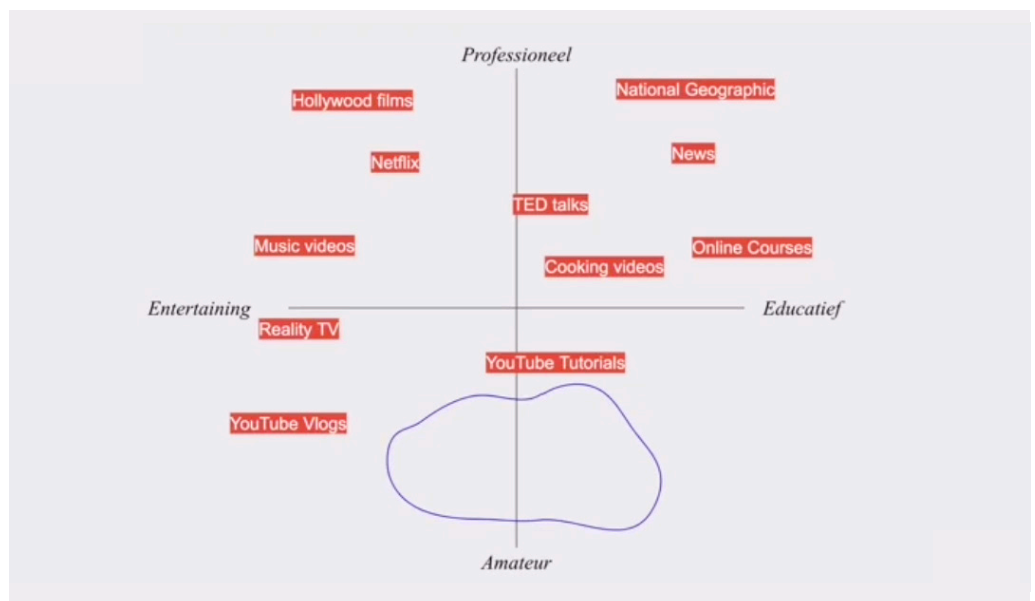 Professioneel
National Geographic
Hollywood films
News
Netflix
TED talks
Music videos
Online Courses
Cooking videos
Entertaining
Educatief
Reality TV
YouTube Tutorials
YouTube Vlogs
Amateur